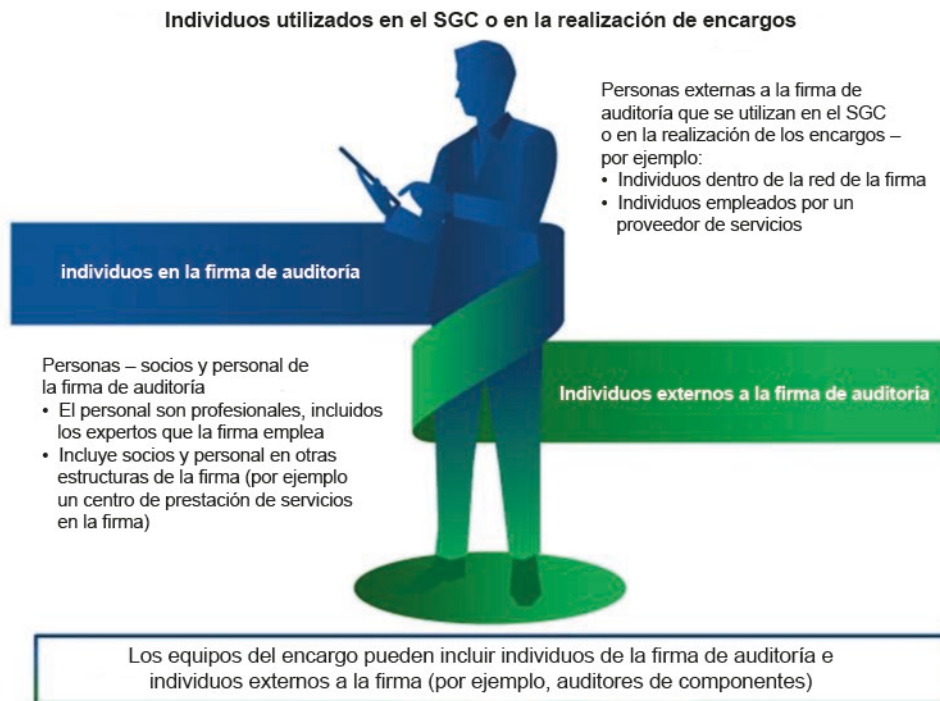 Individuos utilizados en el SGC o en la realización de encargos
Personas externas a la firma de
auditoría que se utilizan en el SGC
o en la realización de los encargos –
por ejemplo:
• Individuos dentro de la red de la firma
• Individuos empleados por un
proveedor de servicios
individuos en la firma de auditoría
Personas – socios y personal de
la firma de auditoría
• El personal son profesionales, incluidos
los expertos que la firma emplea
• Incluye socios y personal en otras
estructuras de la firma (por ejemplo
un centro de prestación de servicios
en la firma)
Individuos externos a la firma de auditoría
Los equipos del encargo pueden incluir individuos de la firma de auditoría e
individuos externos a la firma (por ejemplo, auditores de componentes)